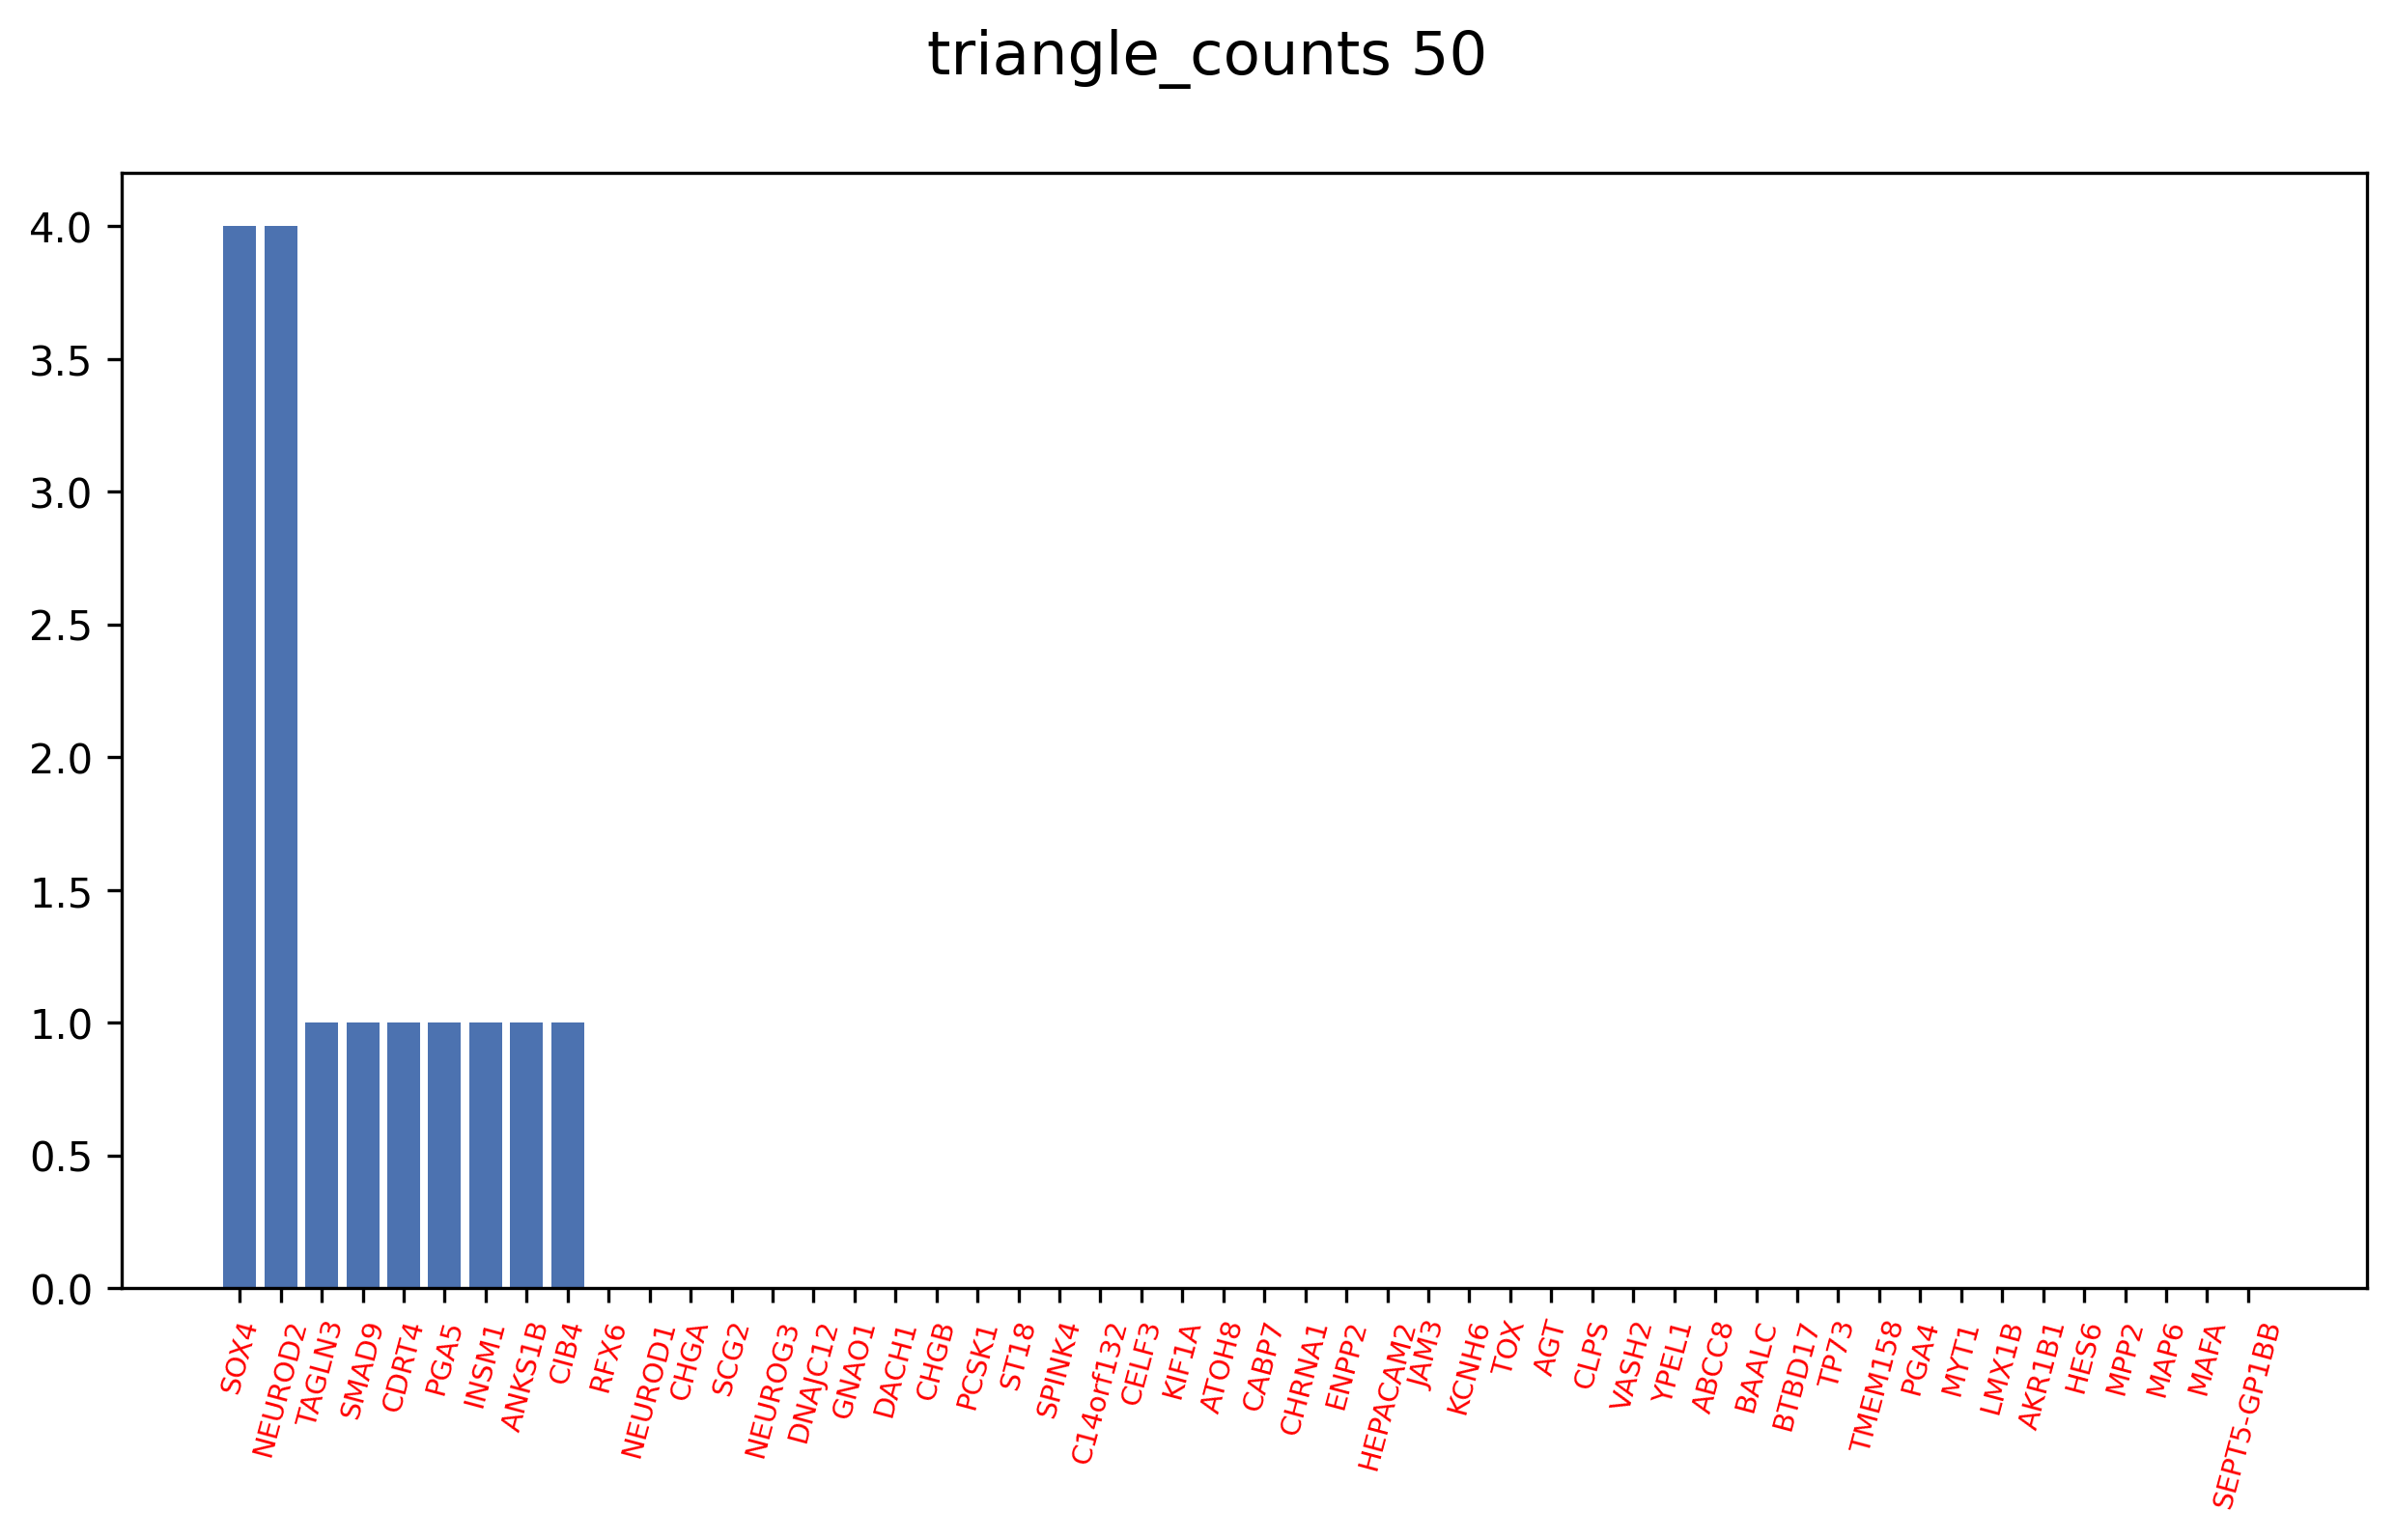 triangle_counts 50
4.0
3.5
3.0
2.5
2.0
1.5
1.0
0.5
0.0
SOX4
NEUROD2
TAGLN3
SMAD9
CDRT4
PGA5
INSM1
ANKS1B
CIB4
RFX6
NEUROD1
CHGA
SCG2
NEUROG3
DNAJC12
GNAO1
DACH1
CHGB
PCSK1
ST18
SPINK4
C14orf132
CELF3
KIF1A
ATOH8
CABP7
CHRNA1
ENPP2
HEPACAM2
JAM3
KCNH6
TOX
AGT
CLPS
VASH2
YPEL1
ABCC8
BAALC
BTBD17
TP73
TMEM158
PGA4
MYT1
LMX1B
AKR1B1
HES6
MPP2
MAP6
MAFA
SEPT5-GP1BB